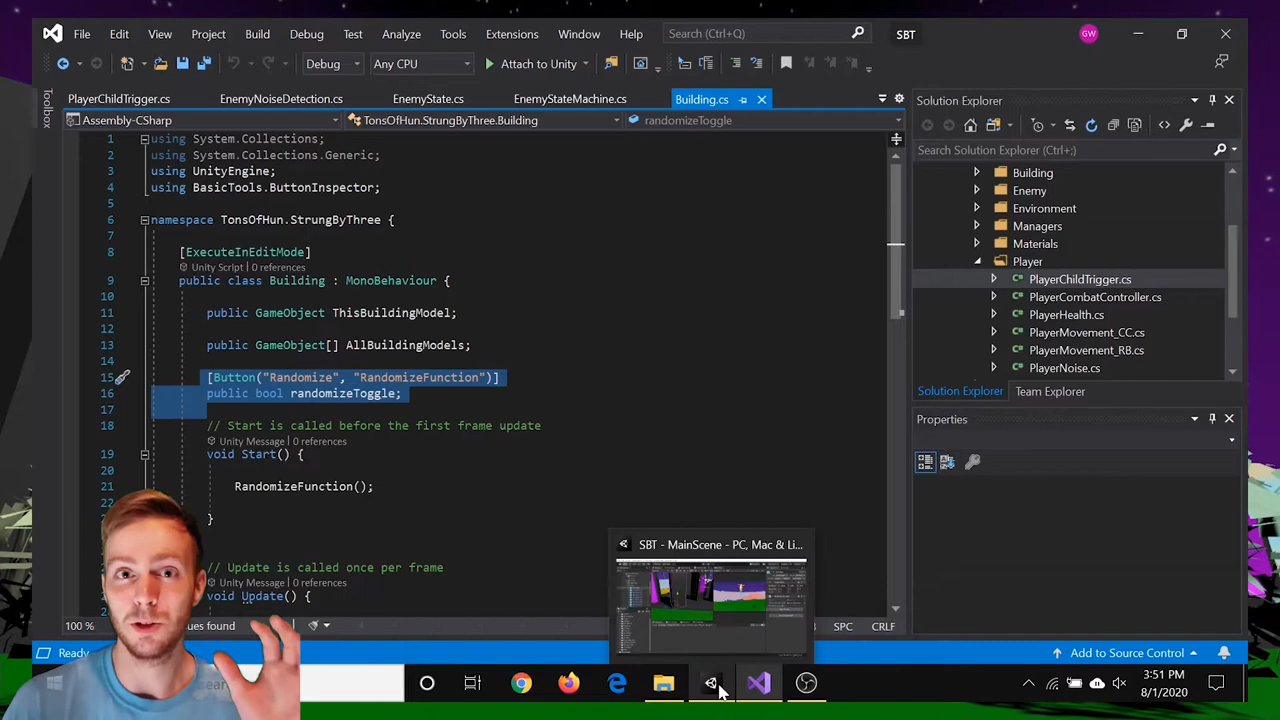 File Edit View Project Build Debug Test Analyze Tools Extensions Window Help Search (Ctrl+Q) SBT GW
Debug Any CPU Attach to Unity
Toolbox
PlayerChildTrigger.cs EnemyNoiseDetection.cs EnemyState.cs EnemyStateMachine.cs Building.cs
Assembly-CSharp TonsOfHun.StrungByThree.Building randomizeToggle
1 using System.Collections;
2 using System.Collections.Generic;
3 using UnityEngine;
4 using BasicTools.ButtonInspector;
5
6 namespace TonsOfHun.StrungByThree {
7
8 [ExecuteInEditMode]
Unity Script | 0 references
9 public class Building : MonoBehaviour {
10
11 public GameObject ThisBuildingModel;
12
13 public GameObject[] AllBuildingModels;
14
15 [Button("Randomize", "RandomizeFunction")]
16 public bool randomizeToggle;
17
18 // Start is called before the first frame update
Unity Message | 0 references
19 void Start() {
20
21 RandomizeFunction();
22
}
// Update is called once per frame
Unity Message | 0 references
void Update() {
100 % ues found SPC CRLF
Ready Add to Source Control
Solution Explorer
Search Solution Explorer (Ctrl+;)
Building
Enemy
Environment
Managers
Materials
Player
PlayerChildTrigger.cs
PlayerCombatController.cs
PlayerHealth.cs
PlayerMovement_CC.cs
PlayerMovement_RB.cs
PlayerNoise.cs
Solution Explorer Team Explorer
Properties
SBT - MainScene - PC, Mac & Li...
3:51 PM
8/1/2020